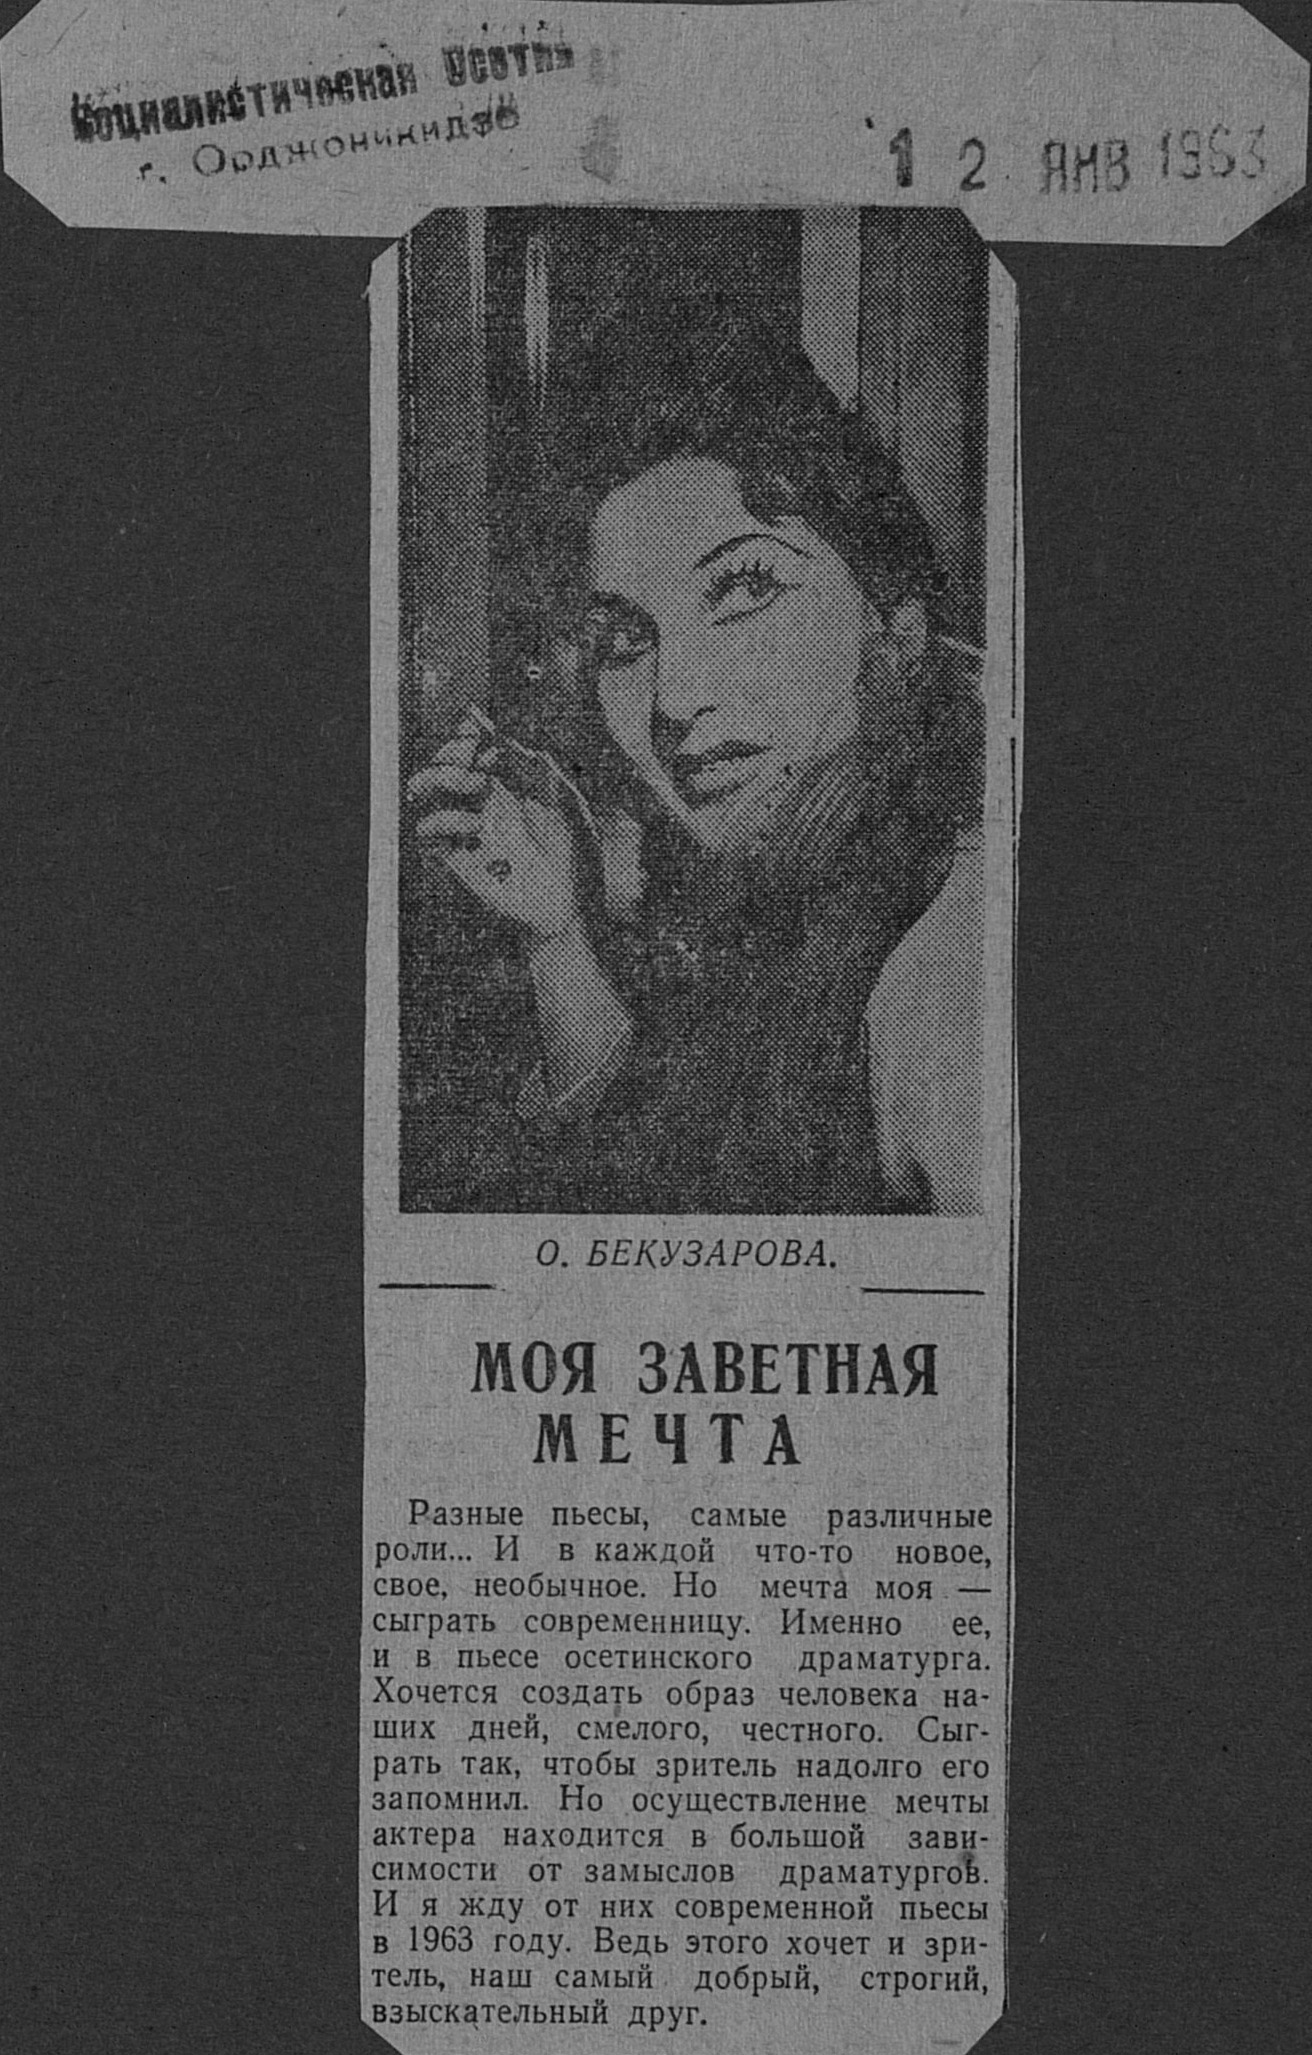 Социалистическая Осетия
г. Орджоникидзе
12 ЯНВ 1963
О. БЕКУЗАРОВА.
МОЯ ЗАВЕТНАЯ
МЕЧТА
Разные пьесы, самые различные
роли... И в каждой что-то новое,
свое, необычное. Но мечта моя —
сыграть современницу. Именно ее,
и в пьесе осетинского драматурга.
Хочется создать образ человека на-
ших дней, смелого, честного. Сыг-
рать так, чтобы зритель надолго его
запомнил. Но осуществление мечты
актера находится в большой зави-
симости от замыслов драматургов.
И я жду от них современной пьесы
в 1963 году. Ведь этого хочет и зри-
тель, наш самый добрый, строгий,
взыскательный друг.